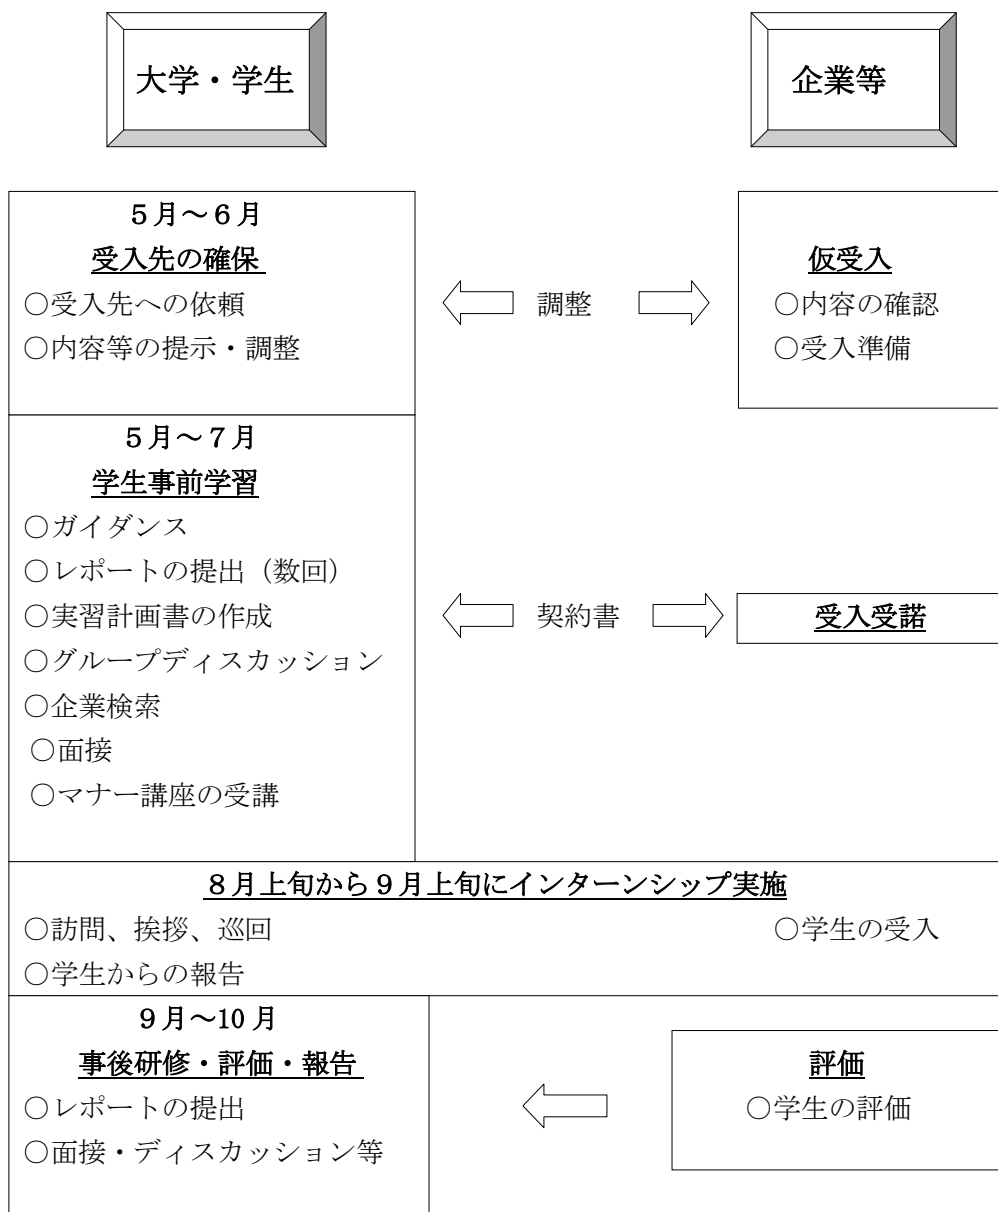 大学・学生
企業等
5月~6月
受入先の確保
○受入先への依頼
○内容等の提示・調整
調整
仮受入
○内容の確認
○受入準備
5月~7月
学生事前学習
○ガイダンス
○レポートの提出(数回)
○実習計画書の作成
○グループディスカッション
○企業検索
○面接
○マナー講座の受講
契約書
受入受諾
8月上旬から9月上旬にインターンシップ実施
○訪問、挨拶、巡回
○学生からの報告
○学生の受入
9月~10月
事後研修・評価・報告
○レポートの提出
○面接・ディスカッション等
評価
○学生の評価